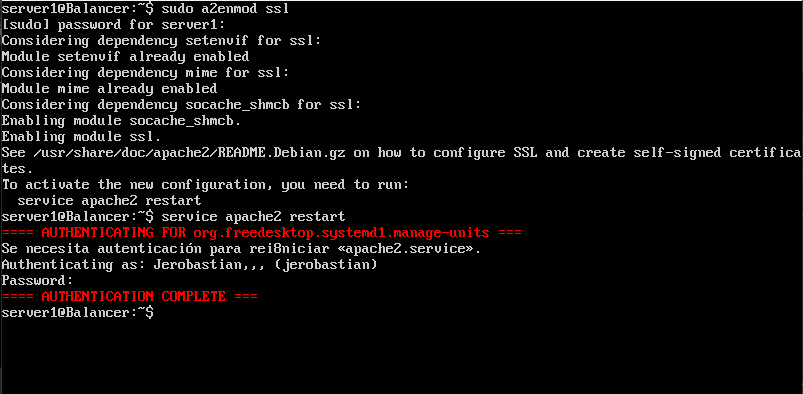 server1@Balancer:~$ sudo a2enmod ssl
[sudo] password for server1:
Considering dependency setenvif for ssl:
Module setenvif already enabled
Considering dependency mime for ssl:
Module mime already enabled
Considering dependency socache_shmcb for ssl:
Enabling module socache_shmcb.
Enabling module ssl.
See /usr/share/doc/apache2/README.Debian.gz on how to configure SSL and create self-signed certifica
tes.
To activate the new configuration, you need to run:
  service apache2 restart
server1@Balancer:~$ service apache2 restart
==== AUTHENTICATING FOR org.freedesktop.systemd1.manage-units ===
Se necesita autenticación para rei8niciar «apache2.service».
Authenticating as: Jerobastian,,, (jerobastian)
Password:
==== AUTHENTICATION COMPLETE ===
server1@Balancer:~$